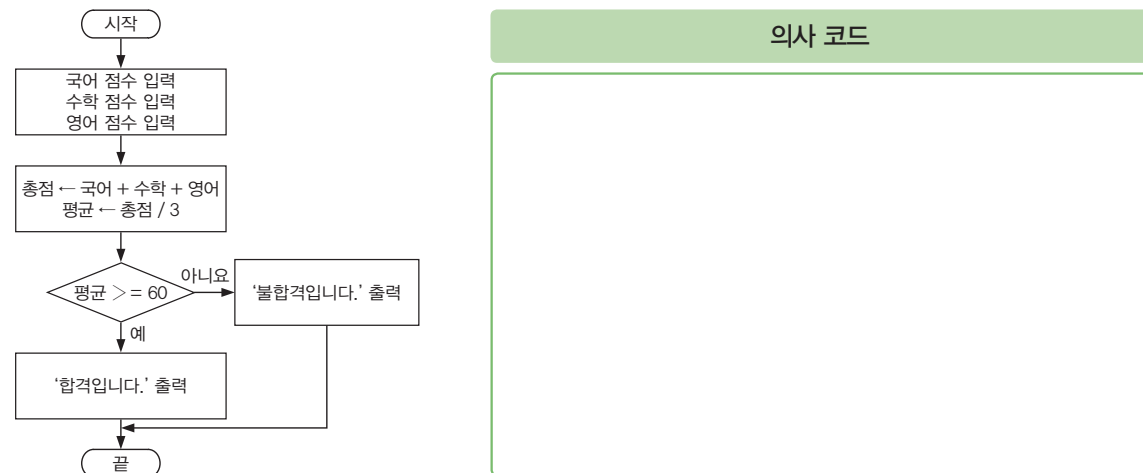 시작
국어 점수 입력
수학 점수 입력
영어 점수 입력
총점 ← 국어 + 수학 + 영어
평균 ← 총점 / 3
평균 >= 60
아니요
'불합격입니다.' 출력
예
'합격입니다.' 출력
끝
의사 코드